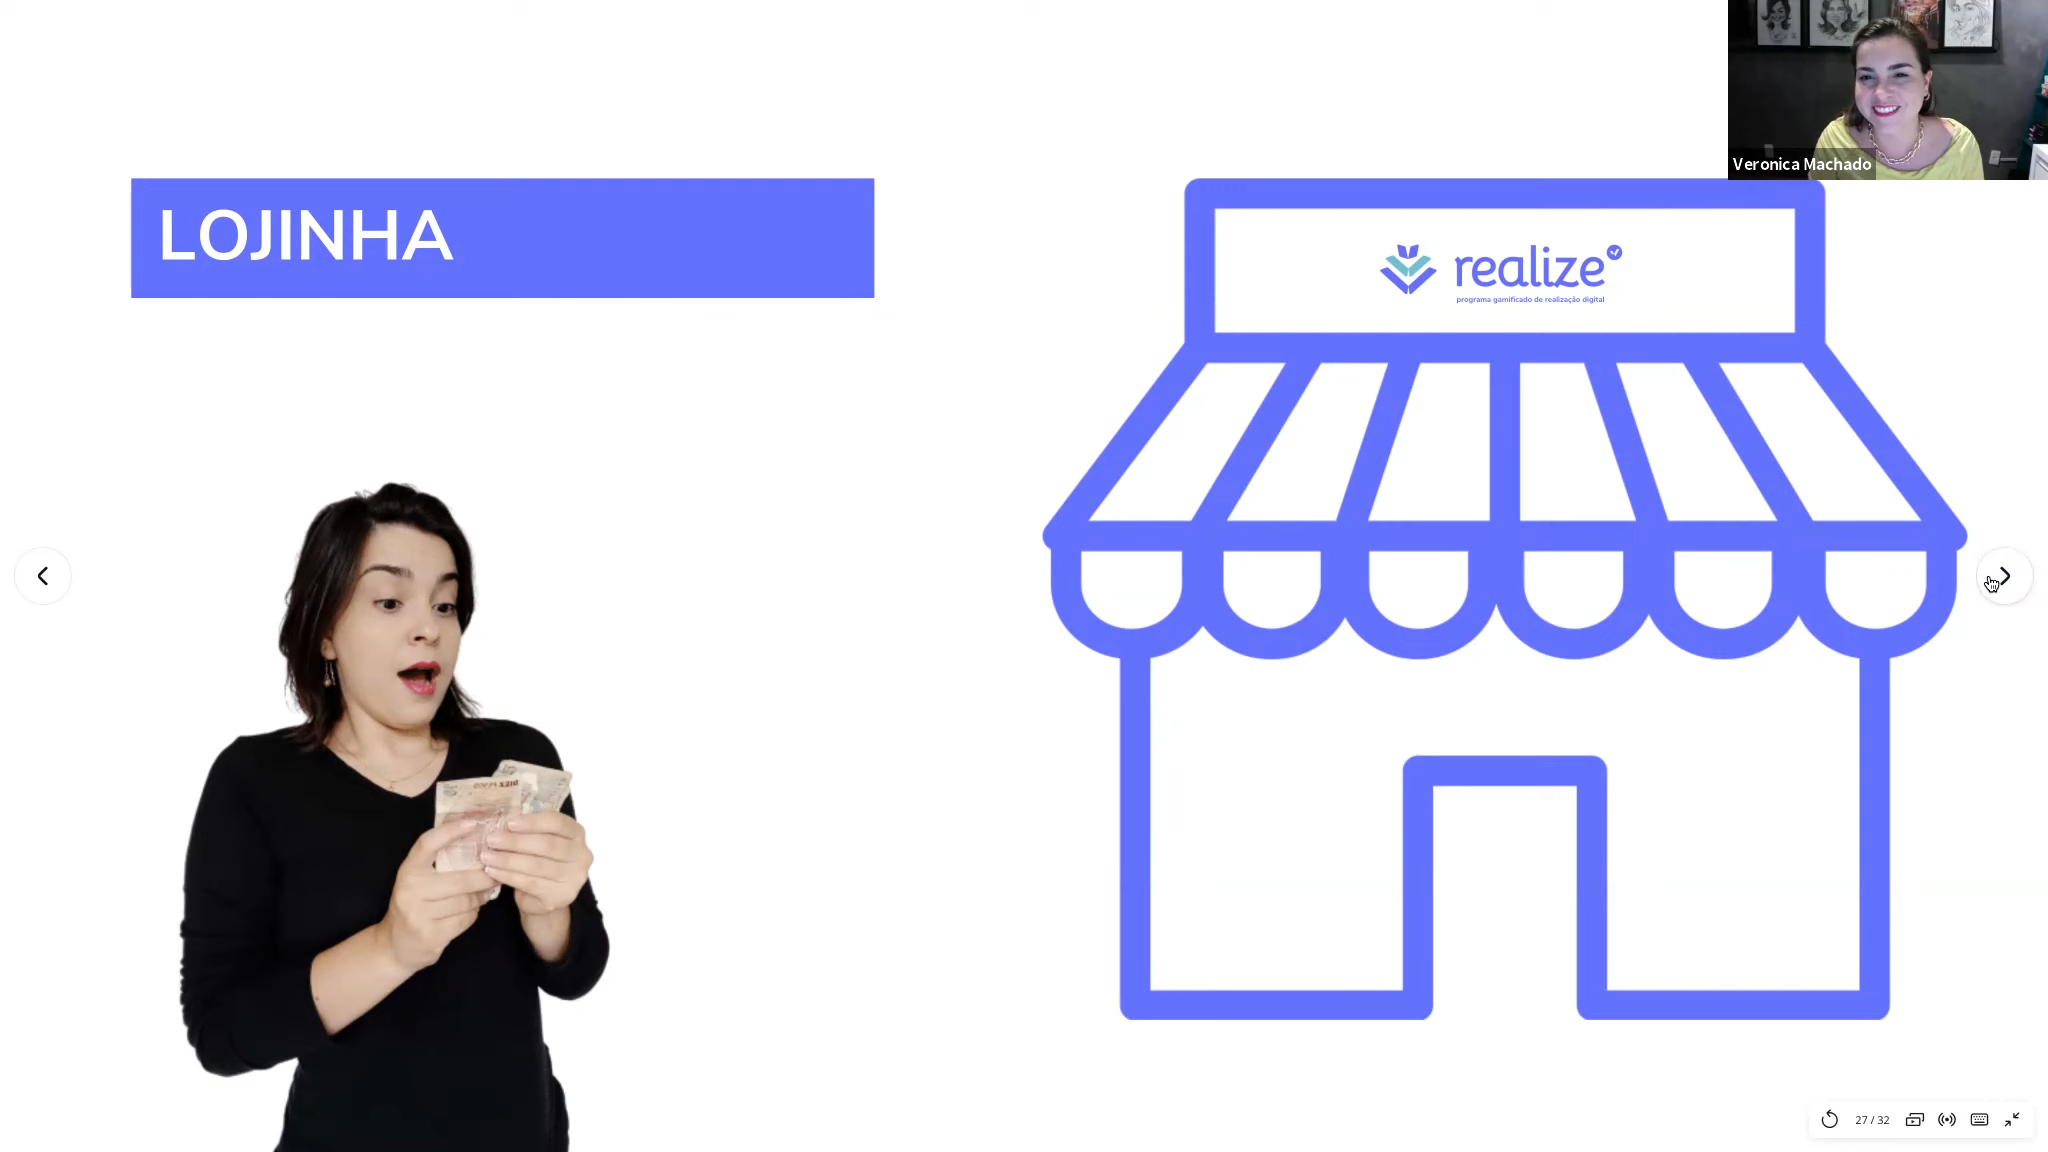 Veronica Machado
LOJINHA
realize
programa gamificado de realização digital
27 / 32